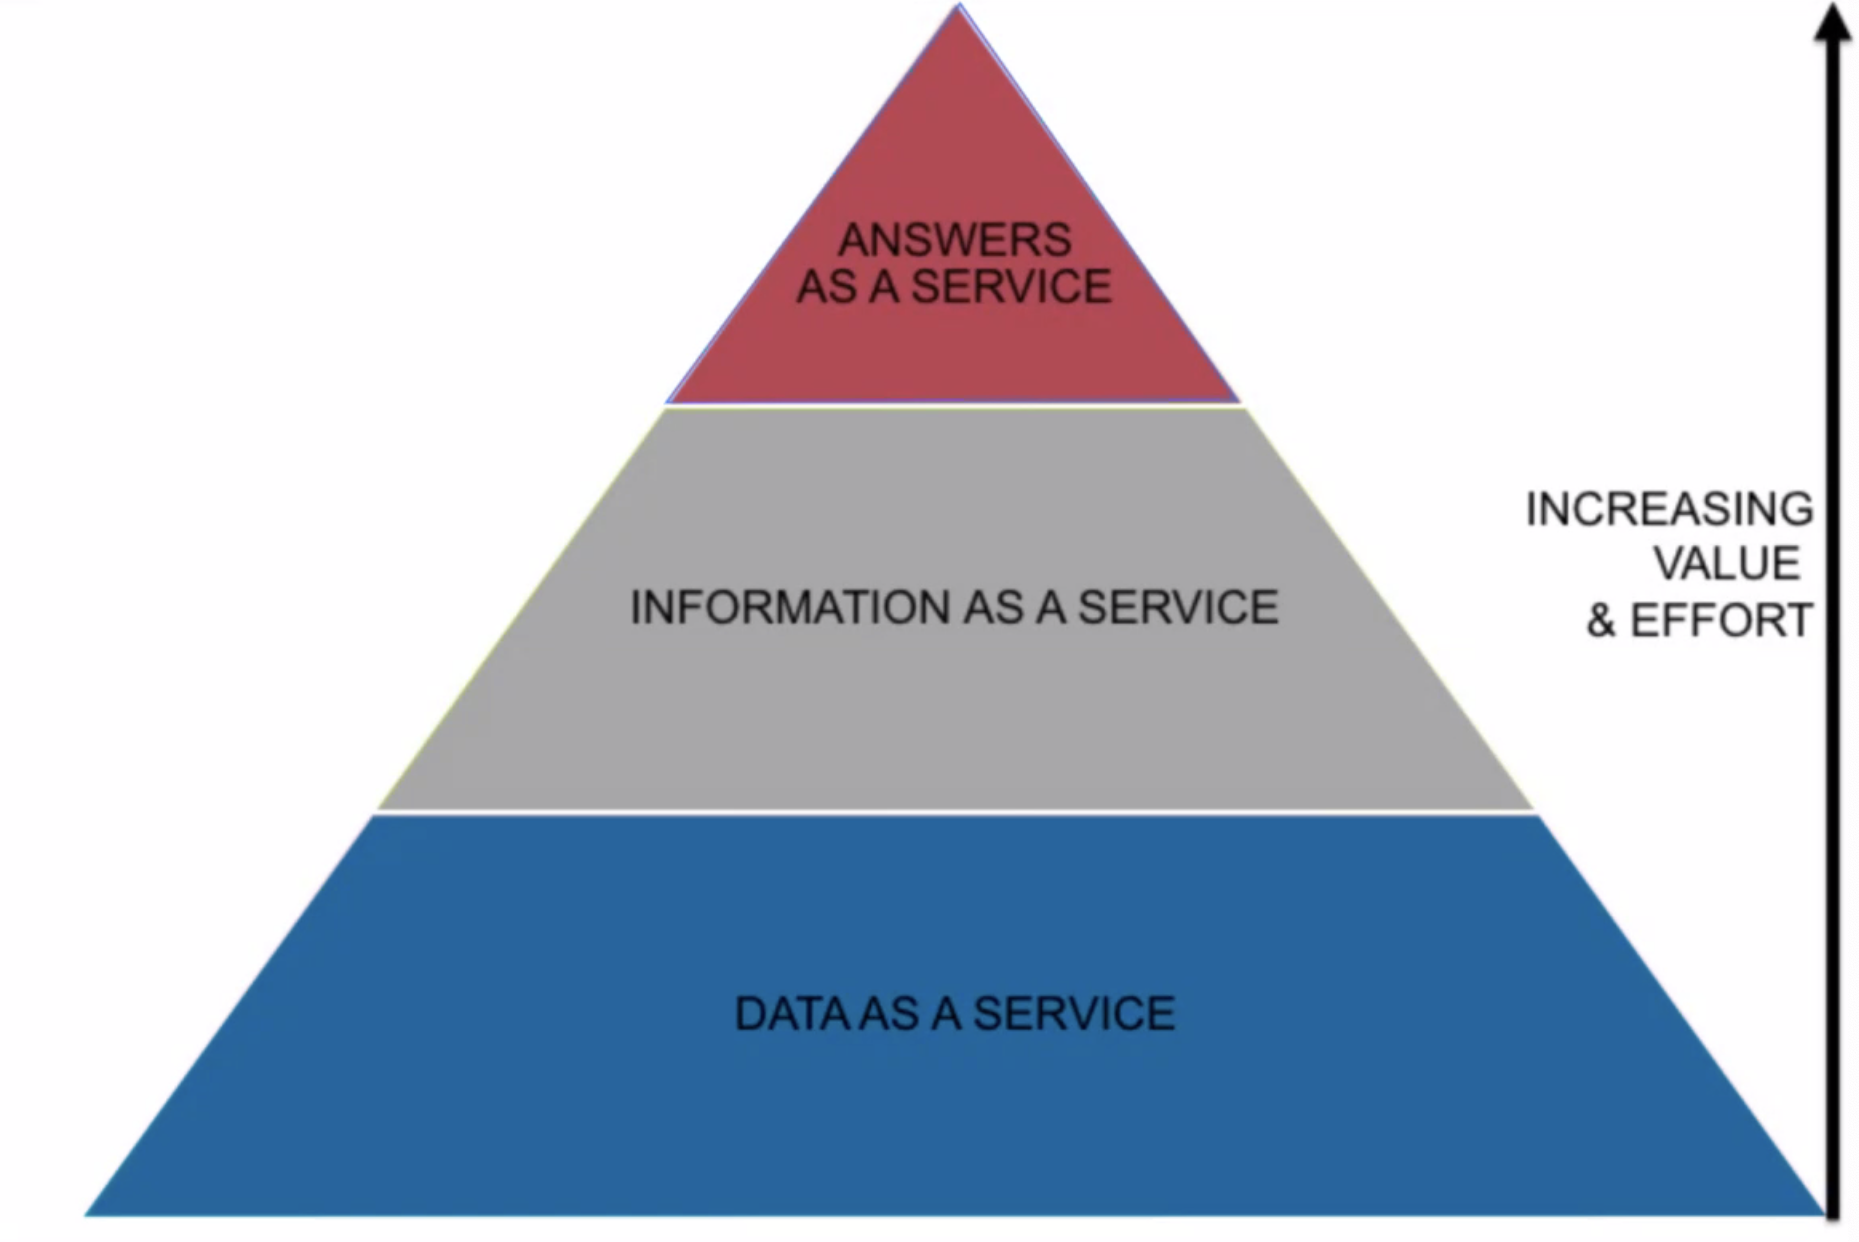 ANSWERS
AS A SERVICE
INFORMATION AS A SERVICE
DATA AS A SERVICE
INCREASING
VALUE
& EFFORT